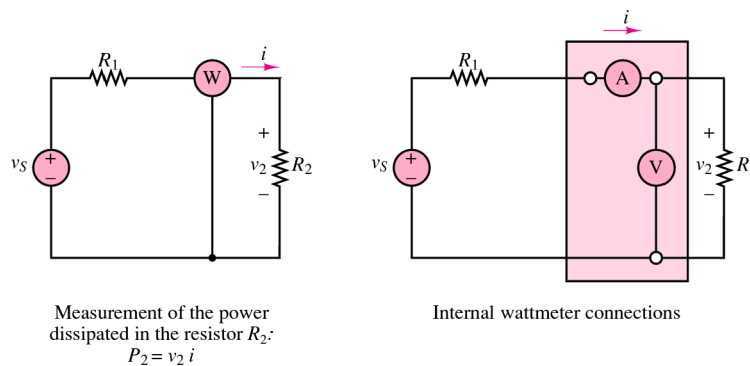 i
R₁
W
+
vS
+
−
v₂
R₂
−
Measurement of the power
dissipated in the resistor R₂:
P₂ = v₂ i
i
R₁
A
+
vS
+
−
V
v₂
R
−
Internal wattmeter connections